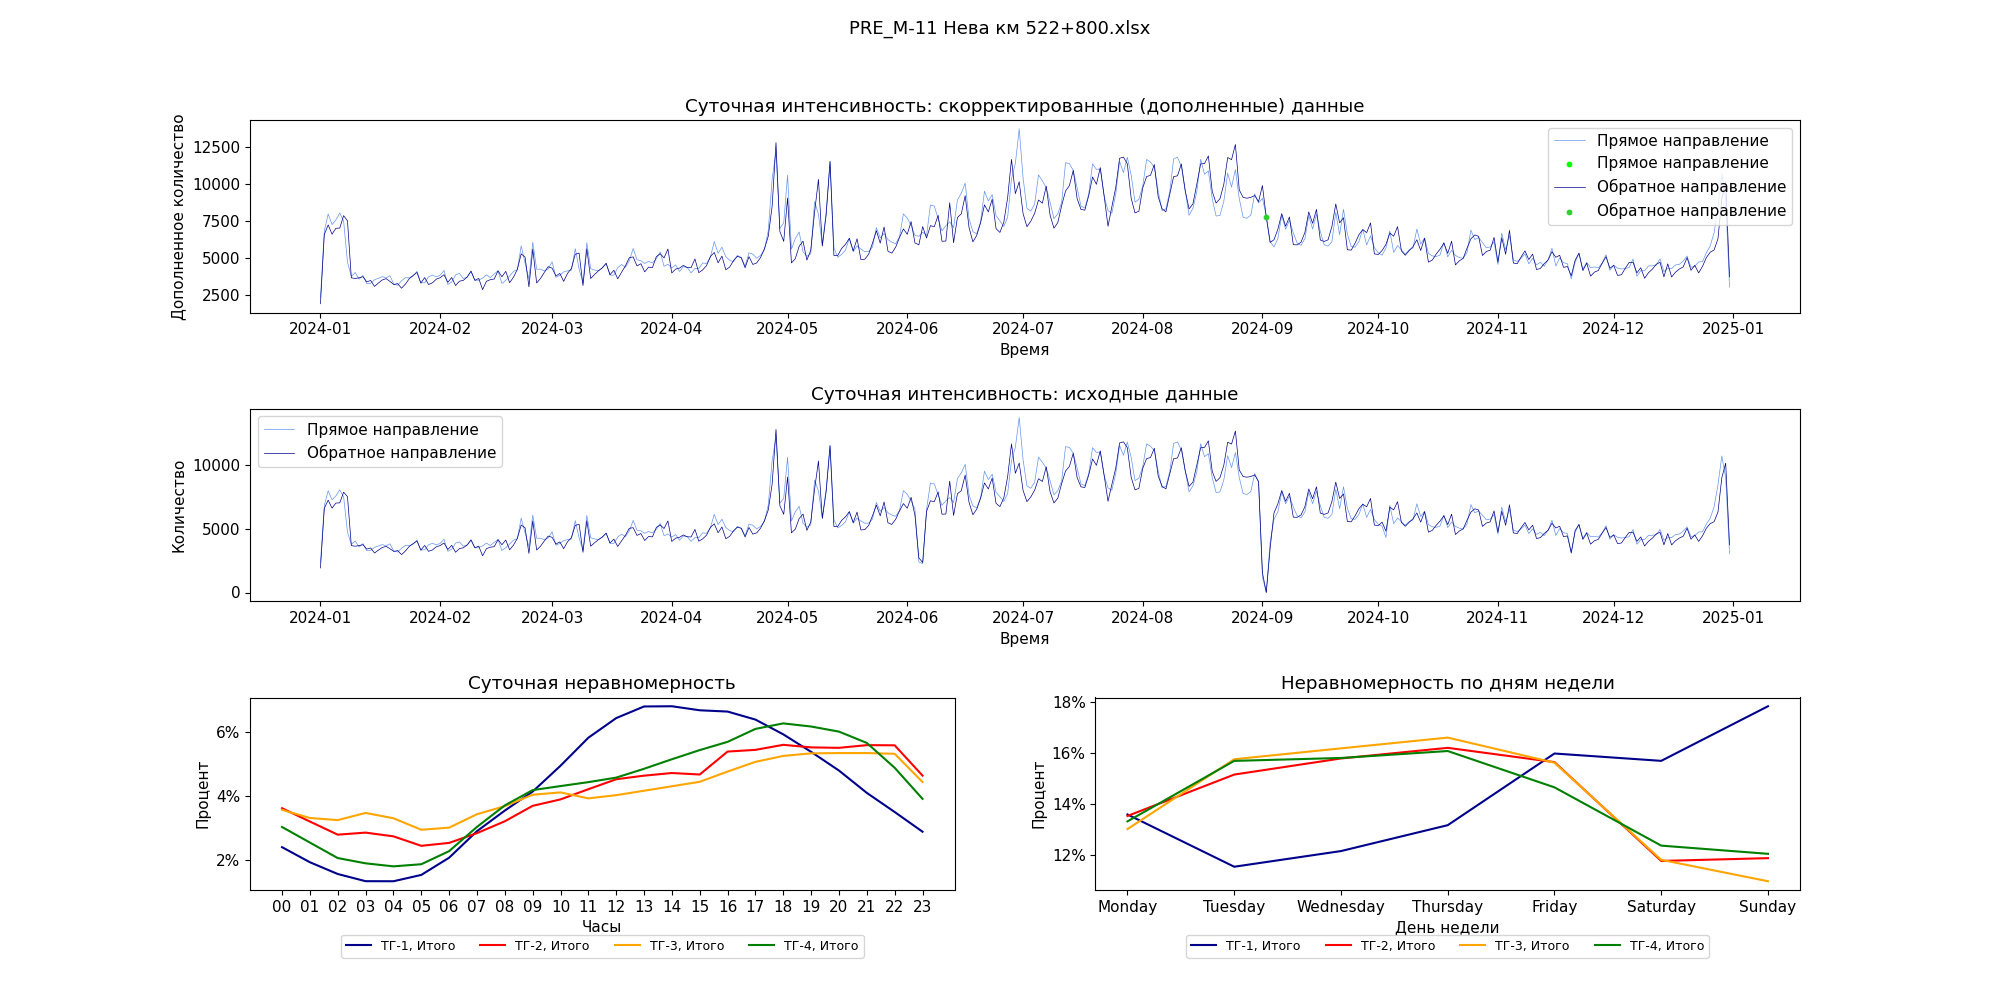 PRE_M-11 Нева км 522+800.xlsx
Суточная интенсивность: скорректированные (дополненные) данные
Дополненное количество
12500
10000
7500
5000
2500
Прямое направление
Прямое направление
Обратное направление
Обратное направление
2024-01 2024-02 2024-03 2024-04 2024-05 2024-06 2024-07 2024-08 2024-09 2024-10 2024-11 2024-12 2025-01
Время
Суточная интенсивность: исходные данные
Количество
10000
5000
0
Прямое направление
Обратное направление
2024-01 2024-02 2024-03 2024-04 2024-05 2024-06 2024-07 2024-08 2024-09 2024-10 2024-11 2024-12 2025-01
Время
Суточная неравномерность
Процент
6%
4%
2%
00 01 02 03 04 05 06 07 08 09 10 11 12 13 14 15 16 17 18 19 20 21 22 23
Часы
ТГ-1, Итого ТГ-2, Итого ТГ-3, Итого ТГ-4, Итого
Неравномерность по дням недели
Процент
18%
16%
14%
12%
Monday Tuesday Wednesday Thursday Friday Saturday Sunday
День недели
ТГ-1, Итого ТГ-2, Итого ТГ-3, Итого ТГ-4, Итого